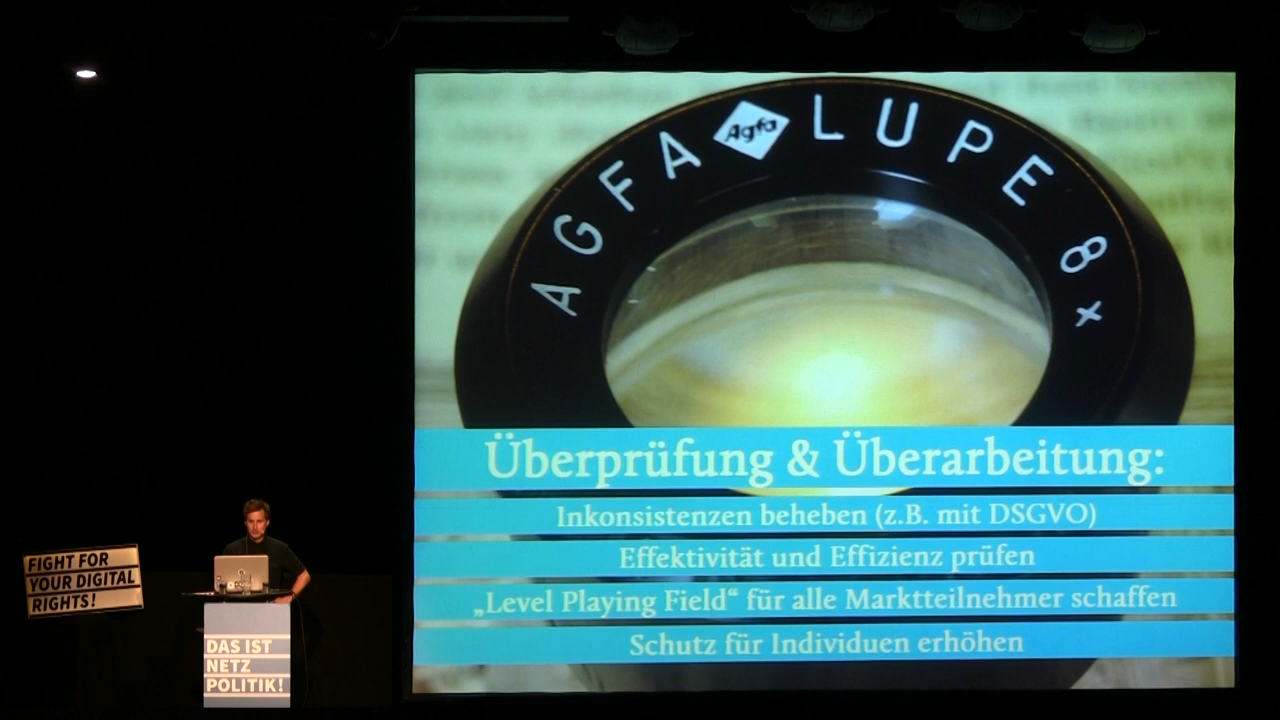 AGFA Agfa LUPE 8x
Überprüfung & Überarbeitung:
Inkonsistenzen beheben (z.B. mit DSGVO)
Effektivität und Effizienz prüfen
„Level Playing Field“ für alle Marktteilnehmer schaffen
Schutz für Individuen erhöhen
FIGHT FOR
YOUR DIGITAL
RIGHTS!
DAS IST
NETZ
POLITIK!